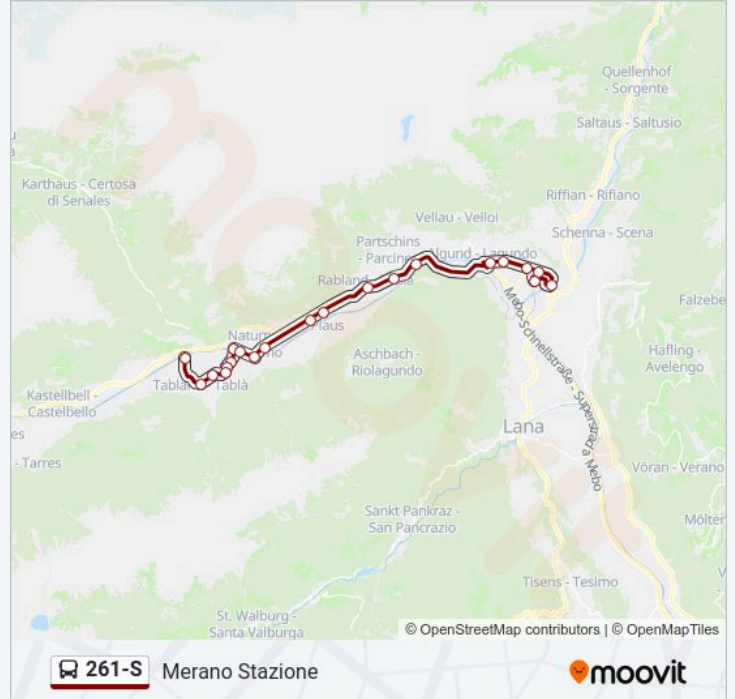 Quellenhof
- Sorgente
Saltaus - Saltusio
Karthaus - Certosa
di Senales
Riffian - Rifiano
Vellau - Velloi
Schenna - Scena
Partschins
- Parcines
Algund - Lagundo
Rabland
Plaus
Naturn
Mebo-Schnellstraße - Superstrada Mebo
Falzebe
Aschbach -
Riolagundo
Hafling -
Avelengo
Tabland - Tablà
Kastellbell -
Castelbello
es
- Tarres
Lana
Vöran - Verano
Sankt Pankraz -
San Pancrazio
Mölten
Tisens - Tesimo
St. Walburg -
Santa Valburga
© OpenStreetMap contributors | © OpenMapTiles
261-S Merano Stazione
moovit